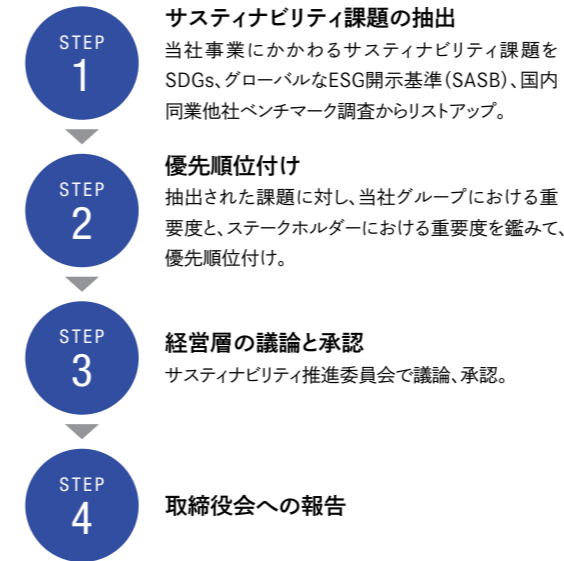 STEP
1
サスティナビリティ課題の抽出
当社事業にかかわるサスティナビリティ課題を
SDGs、グローバルなESG開示基準（SASB）、国内
同業他社ベンチマーク調査からリストアップ。
STEP
2
優先順位付け
抽出された課題に対し、当社グループにおける重
要度と、ステークホルダーにおける重要度を鑑みて、
優先順位付け。
STEP
3
経営層の議論と承認
サスティナビリティ推進委員会で議論、承認。
STEP
4
取締役会への報告